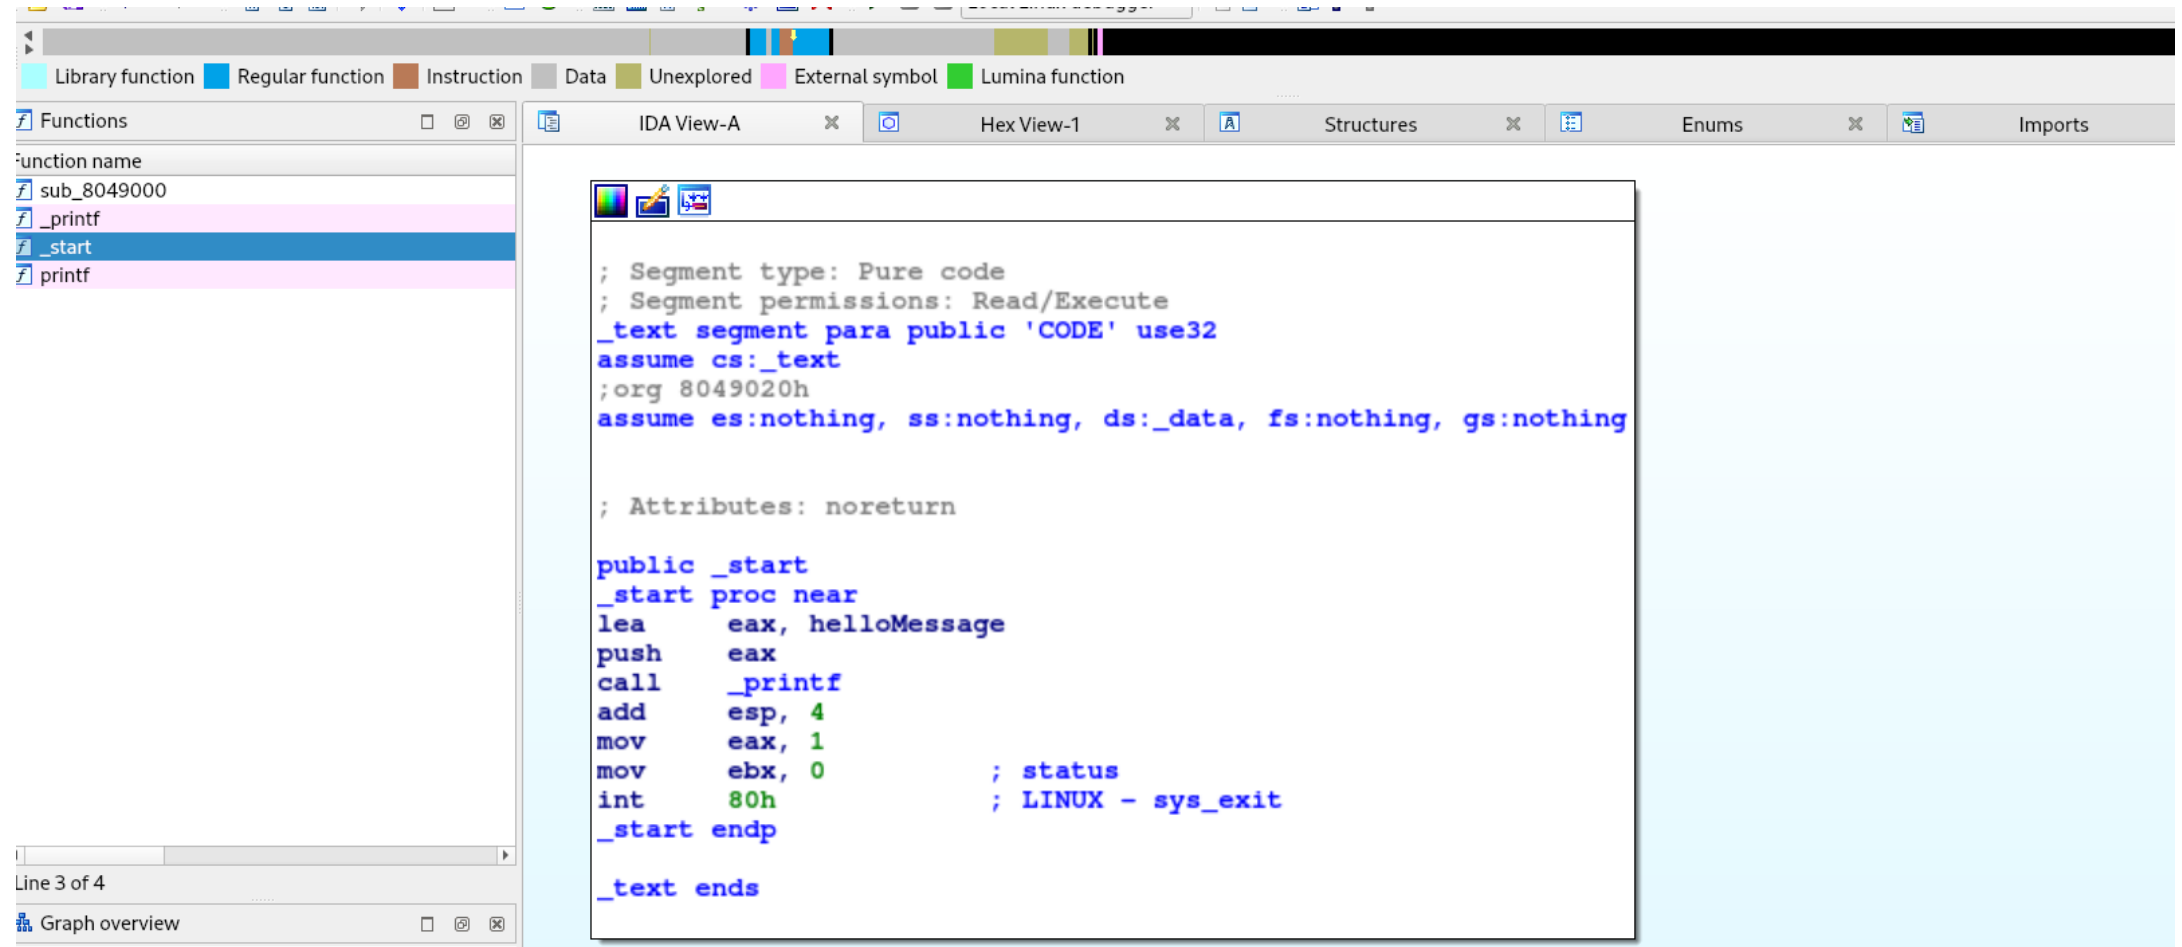 Library function Regular function Instruction Data Unexplored External symbol Lumina function
Functions
Function name
sub_8049000
_printf
_start
printf
Line 3 of 4
Graph overview
IDA View-A Hex View-1 Structures Enums Imports
; Segment type: Pure code
; Segment permissions: Read/Execute
_text segment para public 'CODE' use32
assume cs:_text
;org 8049020h
assume es:nothing, ss:nothing, ds:_data, fs:nothing, gs:nothing
; Attributes: noreturn
public _start
_start proc near
lea eax, helloMessage
push eax
call _printf
add esp, 4
mov eax, 1
mov ebx, 0 ; status
int 80h ; LINUX - sys_exit
_start endp
_text ends